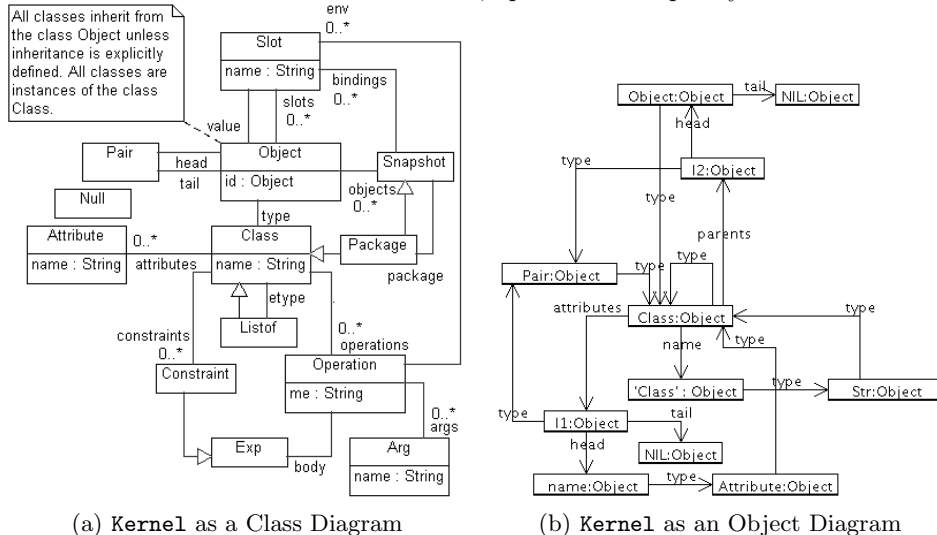 All classes inherit from
the class Object unless
inheritance is explicitly
defined. All classes are
instances of the class
Class.
env
0..*
Slot
name : String
bindings
0..*
slots
0..*
value
Pair
head
tail
Object
id : Object
Snapshot
objects
0..*
Null
type
Attribute
name : String
0..*
attributes
Class
name : String
Package
package
etype
Listof
constraints
0..*
Constraint
0..*
operations
Operation
me : String
0..*
args
Exp
body
Arg
name : String
(a) Kernel as a Class Diagram
Object:Object
tail
NIL:Object
head
type
I2:Object
type
parents
Pair:Object
type
type
attributes
Class:Object
type
name
type
'Class' : Object
type
Str:Object
type
I1:Object
tail
head
NIL:Object
name:Object
type
Attribute:Object
(b) Kernel as an Object Diagram